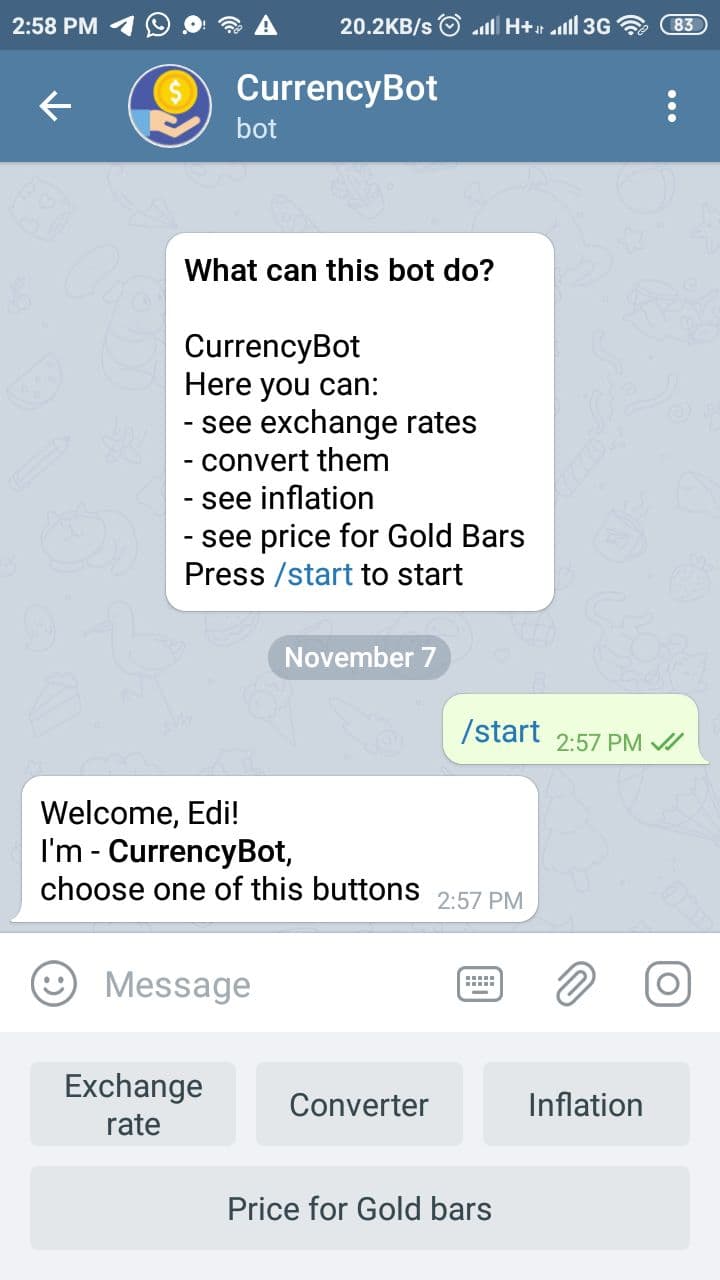 2:58 PM 20.2KB/s H+ 3G 83
CurrencyBot
bot
What can this bot do?
CurrencyBot
Here you can:
- see exchange rates
- convert them
- see inflation
- see price for Gold Bars
Press /start to start
November 7
/start 2:57 PM
Welcome, Edi!
I'm - CurrencyBot,
choose one of this buttons 2:57 PM
Message
Exchange
rate
Converter
Inflation
Price for Gold bars